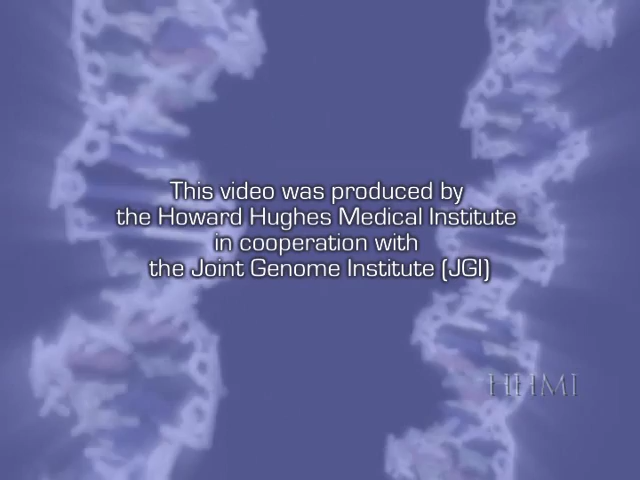 This video was produced by
the Howard Hughes Medical Institute
in cooperation with
the Joint Genome Institute (JGI)
HHMI